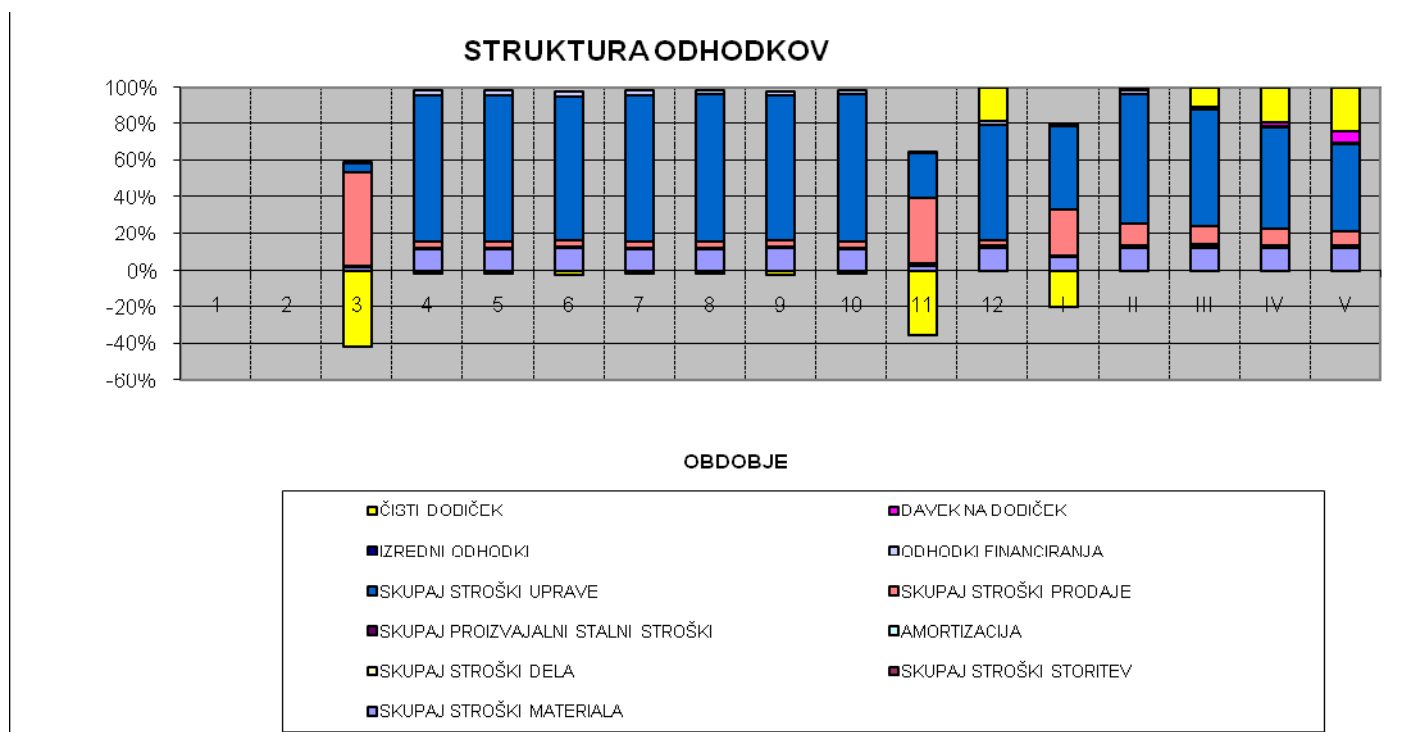 STRUKTURA ODHODKOV
100%
80%
60%
40%
20%
0%
-20%
-40%
-60%
1 2 3 4 5 6 7 8 9 10 11 12 I II III IV V
OBDOBJE
ČISTI DOBIČEK DAVEK NA DOBIČEK
IZREDNI ODHODKI ODHODKI FINANCIRANJA
SKUPAJ STROŠKI UPRAVE SKUPAJ STROŠKI PRODAJE
SKUPAJ PROIZVAJALNI STALNI STROŠKI AMORTIZACIJA
SKUPAJ STROŠKI DELA SKUPAJ STROŠKI STORITEV
SKUPAJ STROŠKI MATERIALA